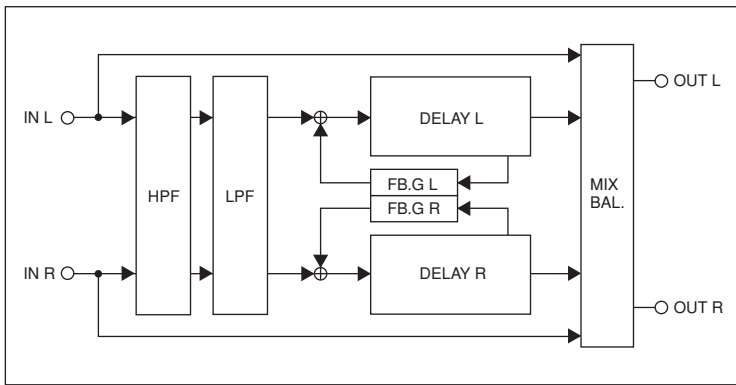 IN L
HPF
LPF
DELAY L
FB.G L
FB.G R
DELAY R
MIX
BAL.
OUT L
IN R
OUT R